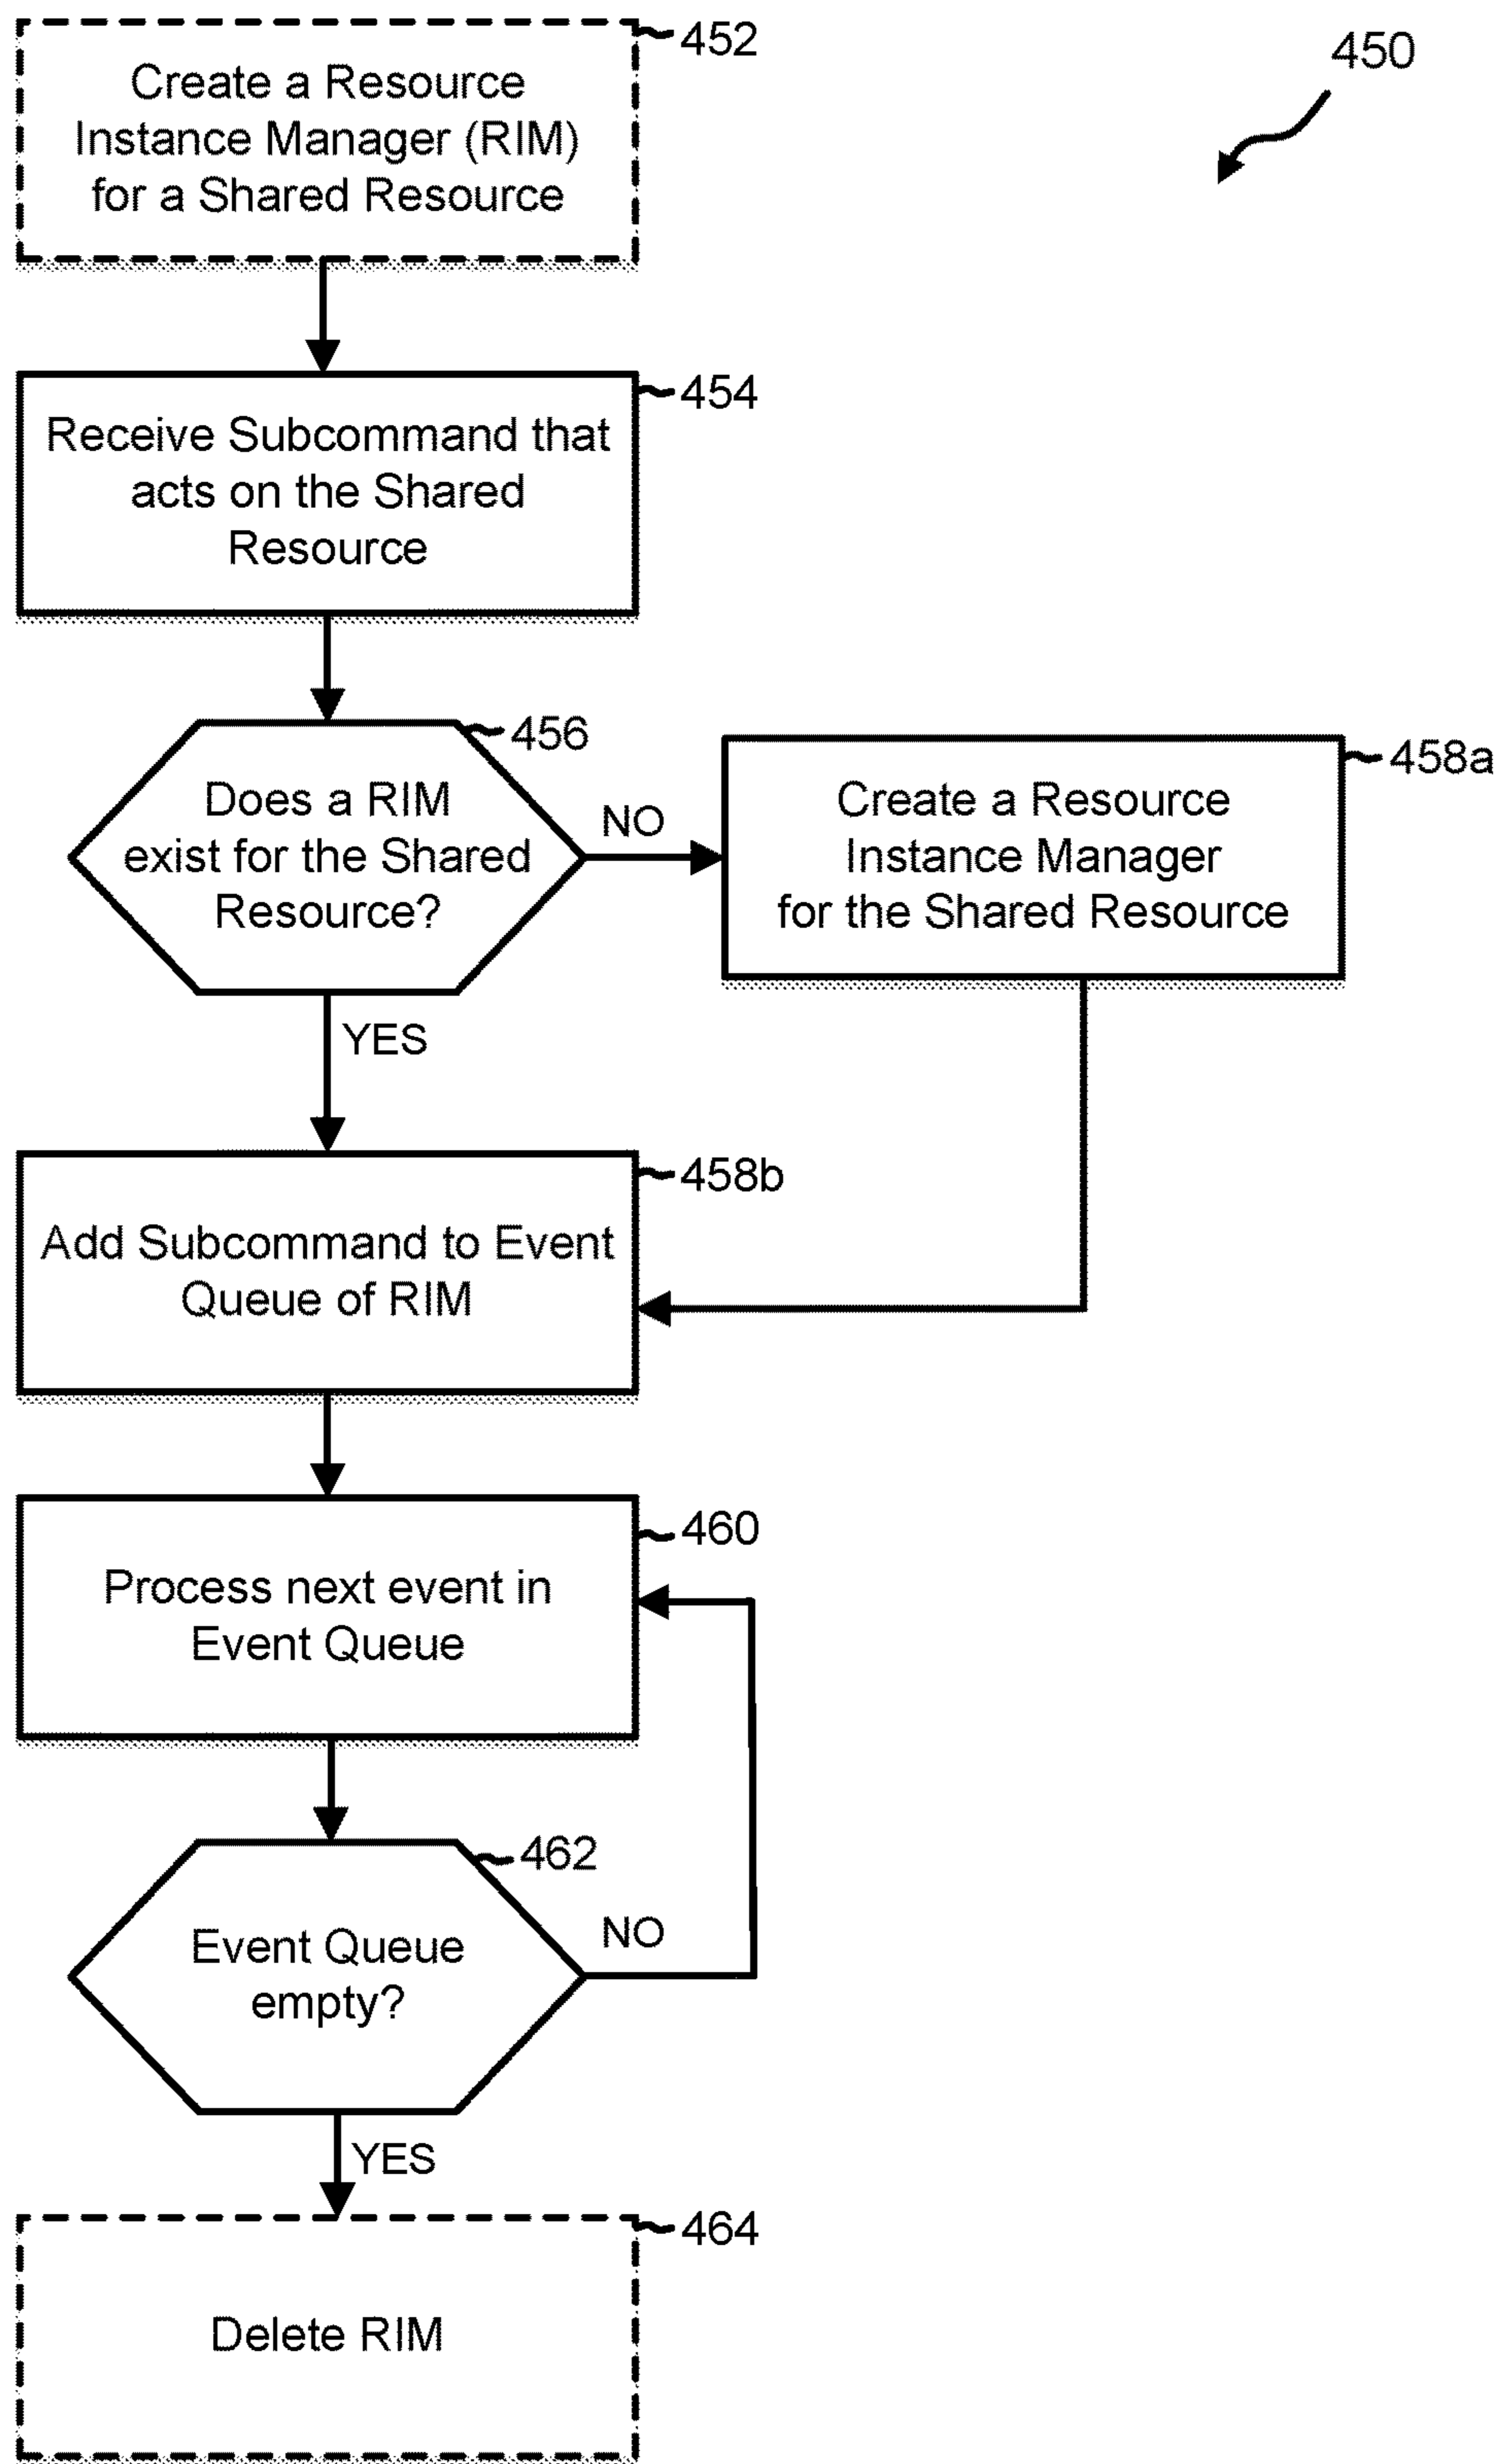 452
450
Create a Resource
Instance Manager (RIM)
for a Shared Resource
454
Receive Subcommand that
acts on the Shared
Resource
456
Does a RIM
exist for the Shared
Resource?
NO
458a
Create a Resource
Instance Manager
for the Shared Resource
YES
458b
Add Subcommand to Event
Queue of RIM
460
Process next event in
Event Queue
462
Event Queue
empty?
NO
YES
464
Delete RIM